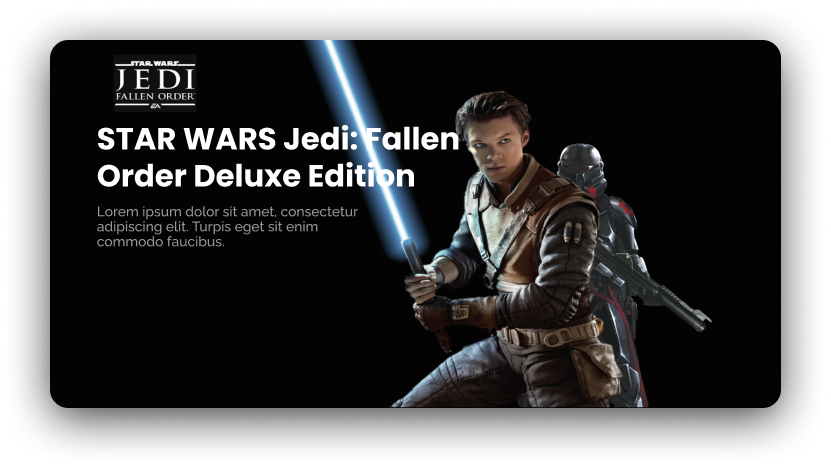 STAR WARS
JEDI
FALLEN ORDER
EA
STAR WARS Jedi: Fallen
Order Deluxe Edition
Lorem ipsum dolor sit amet, consectetur
adipiscing elit. Turpis eget sit enim
commodo faucibus.